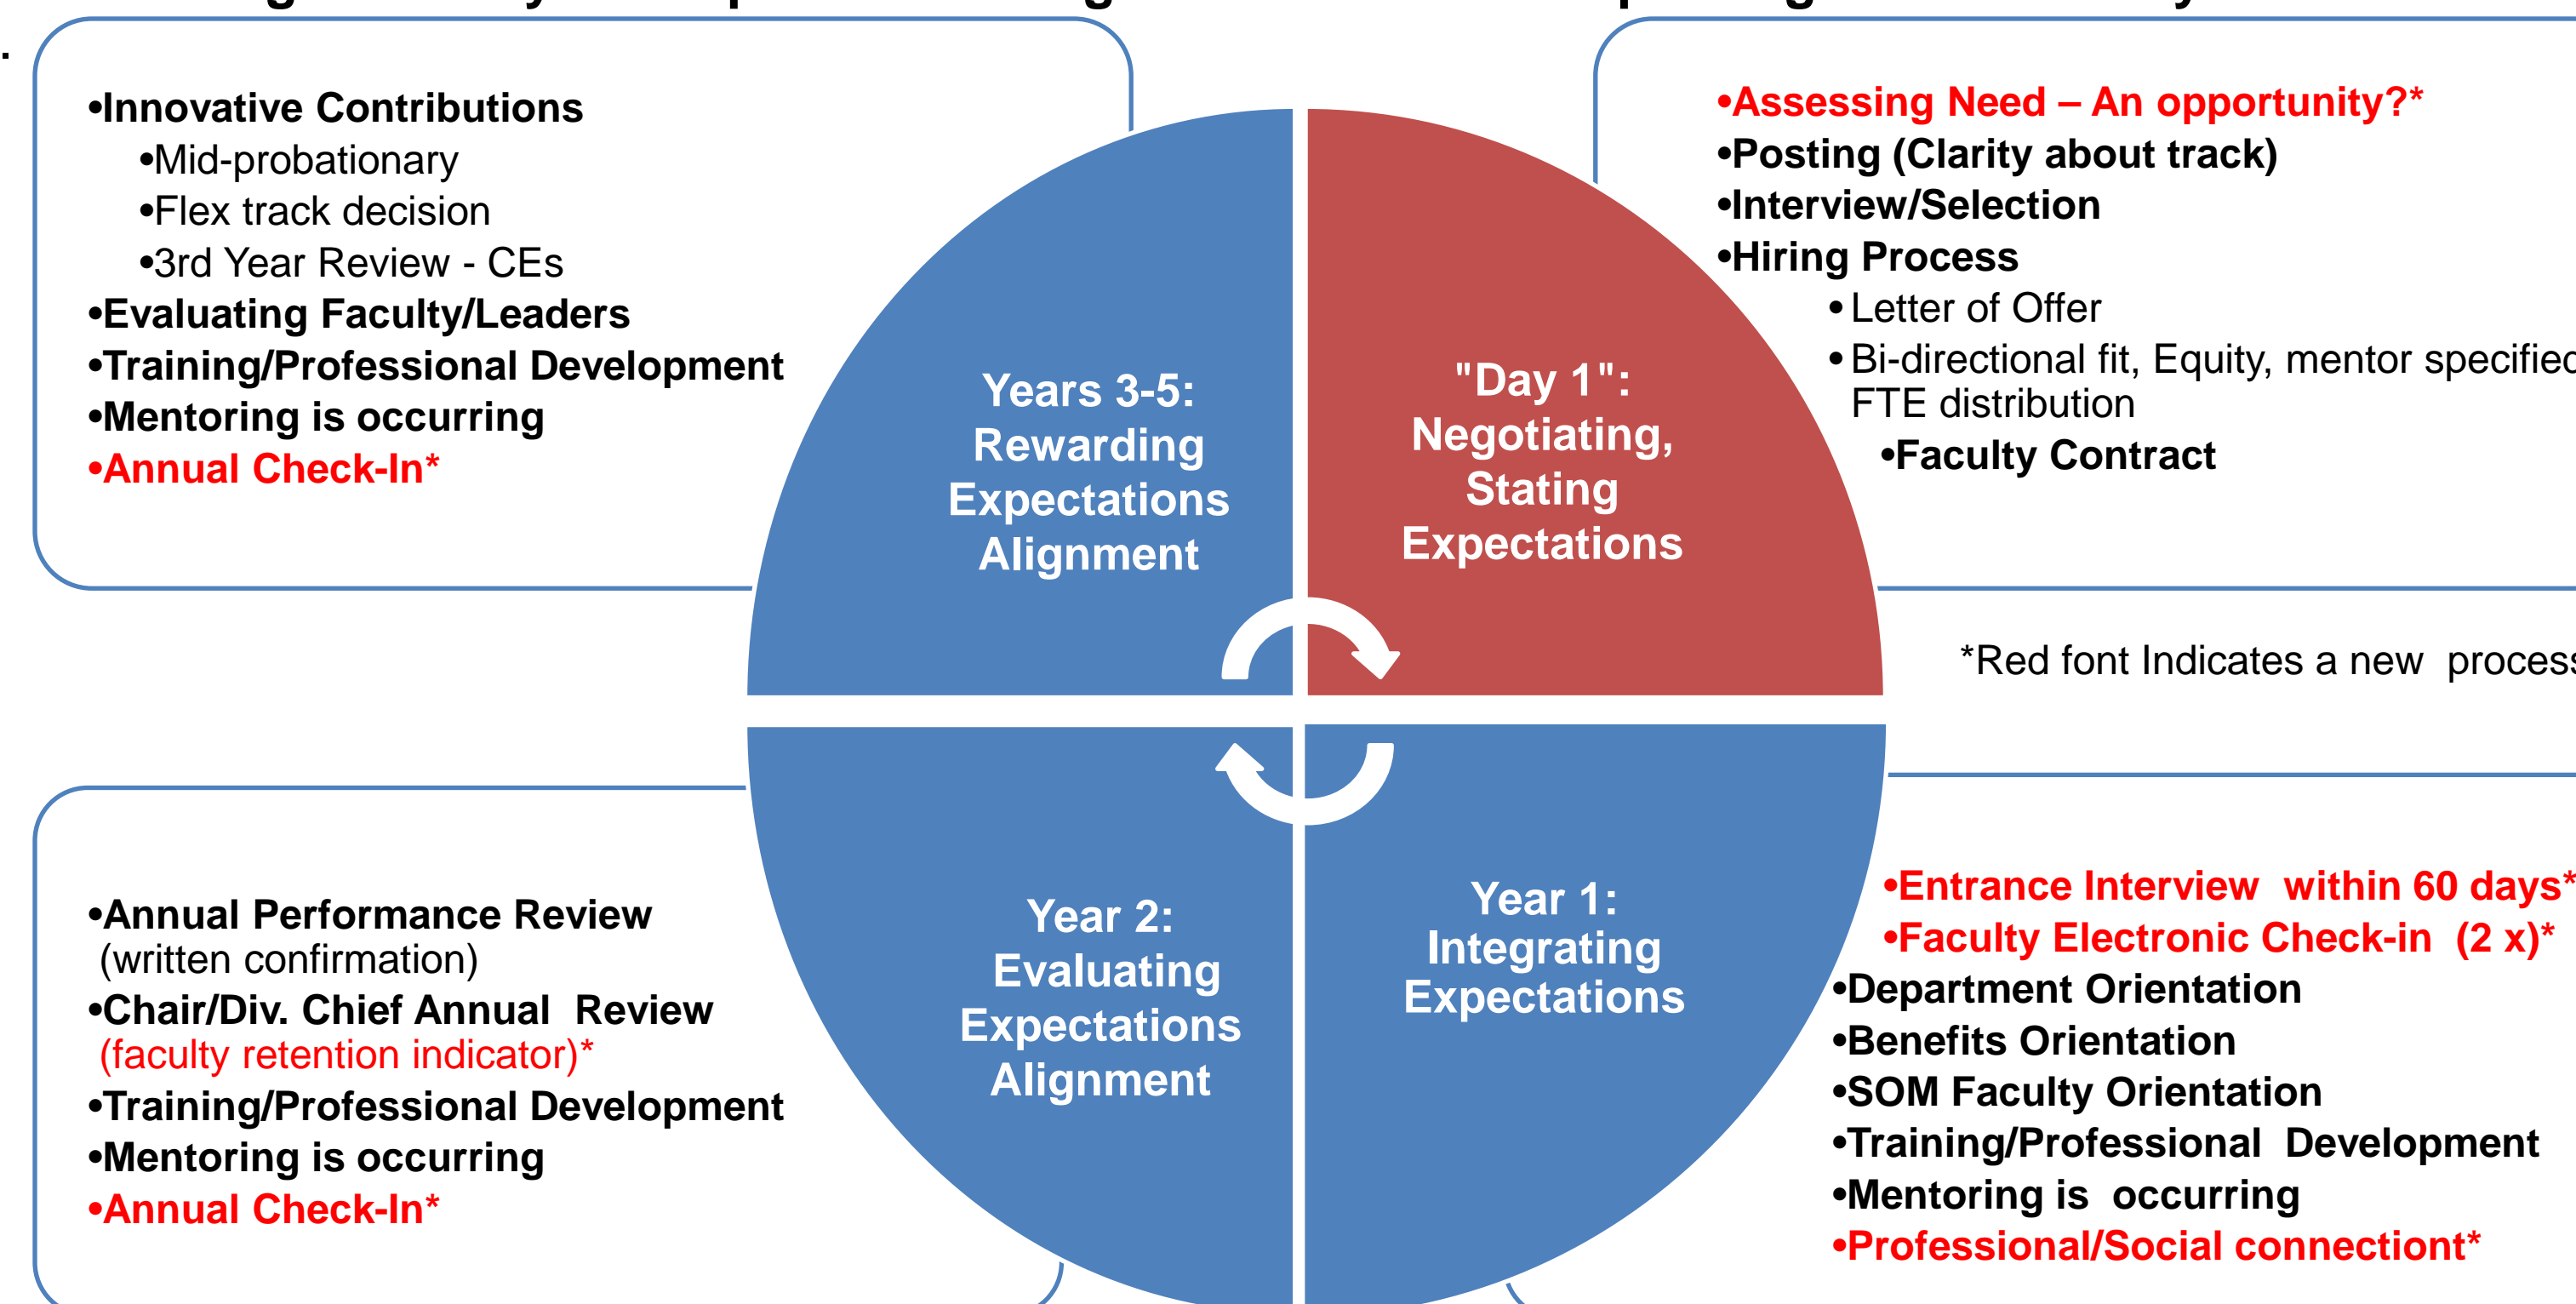 •Innovative Contributions
•Mid-probationary
•Flex track decision
•3rd Year Review - CEs
•Evaluating Faculty/Leaders
•Training/Professional Development
•Mentoring is occurring
•Annual Check-In*
•Assessing Need – An opportunity?*
•Posting (Clarity about track)
•Interview/Selection
•Hiring Process
• Letter of Offer
• Bi-directional fit, Equity, mentor specified
FTE distribution
•Faculty Contract
Years 3-5:
Rewarding
Expectations
Alignment
"Day 1":
Negotiating,
Stating
Expectations
*Red font Indicates a new  process
•Annual Performance Review
(written confirmation)
•Chair/Div. Chief Annual  Review
(faculty retention indicator)*
•Training/Professional Development
•Mentoring is occurring
•Annual Check-In*
Year 2:
Evaluating
Expectations
Alignment
Year 1:
Integrating
Expectations
•Entrance Interview  within 60 days*
•Faculty Electronic Check-in  (2 x)*
•Department Orientation
•Benefits Orientation
•SOM Faculty Orientation
•Training/Professional  Development
•Mentoring is  occurring
•Professional/Social connectiont*